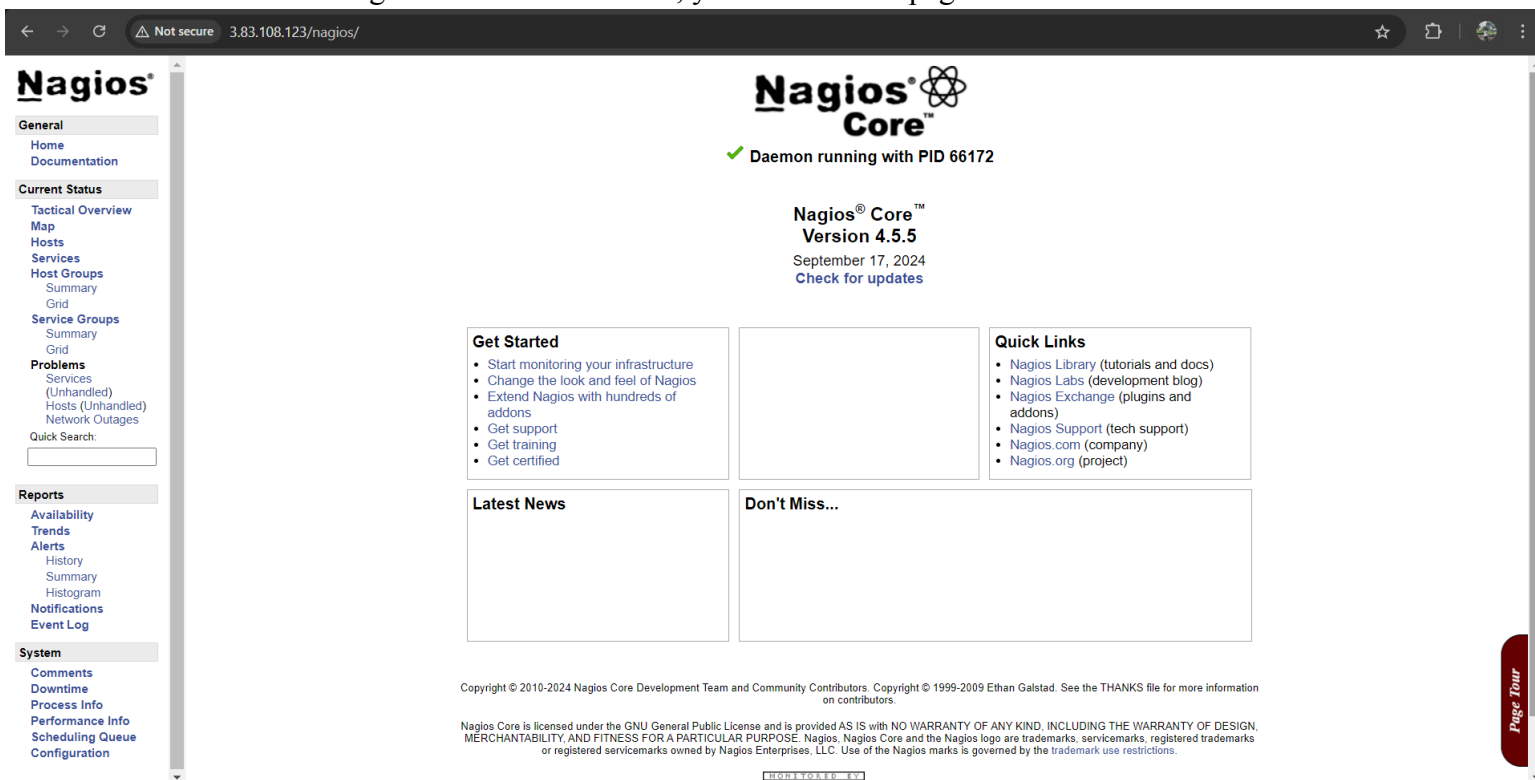 Not secure 3.83.108.123/nagios/
Nagios®
General
Home
Documentation
Current Status
Tactical Overview
Map
Hosts
Services
Host Groups
Summary
Grid
Service Groups
Summary
Grid
Problems
Services
(Unhandled)
Hosts (Unhandled)
Network Outages
Quick Search:
Reports
Availability
Trends
Alerts
History
Summary
Histogram
Notifications
Event Log
System
Comments
Downtime
Process Info
Performance Info
Scheduling Queue
Configuration
Nagios®
Core™
Daemon running with PID 66172
Nagios® Core™
Version 4.5.5
September 17, 2024
Check for updates
Get Started
• Start monitoring your infrastructure
• Change the look and feel of Nagios
• Extend Nagios with hundreds of
addons
• Get support
• Get training
• Get certified
Quick Links
• Nagios Library (tutorials and docs)
• Nagios Labs (development blog)
• Nagios Exchange (plugins and
addons)
• Nagios Support (tech support)
• Nagios.com (company)
• Nagios.org (project)
Latest News
Don't Miss...
Copyright © 2010-2024 Nagios Core Development Team and Community Contributors. Copyright © 1999-2009 Ethan Galstad. See the THANKS file for more information
on contributors.
Nagios Core is licensed under the GNU General Public License and is provided AS IS with NO WARRANTY OF ANY KIND, INCLUDING THE WARRANTY OF DESIGN,
MERCHANTABILITY, AND FITNESS FOR A PARTICULAR PURPOSE. Nagios, Nagios Core and the Nagios logo are trademarks, servicemarks, registered trademarks
or registered servicemarks owned by Nagios Enterprises, LLC. Use of the Nagios marks is governed by the trademark use restrictions.
MONITORED BY
Page Tour